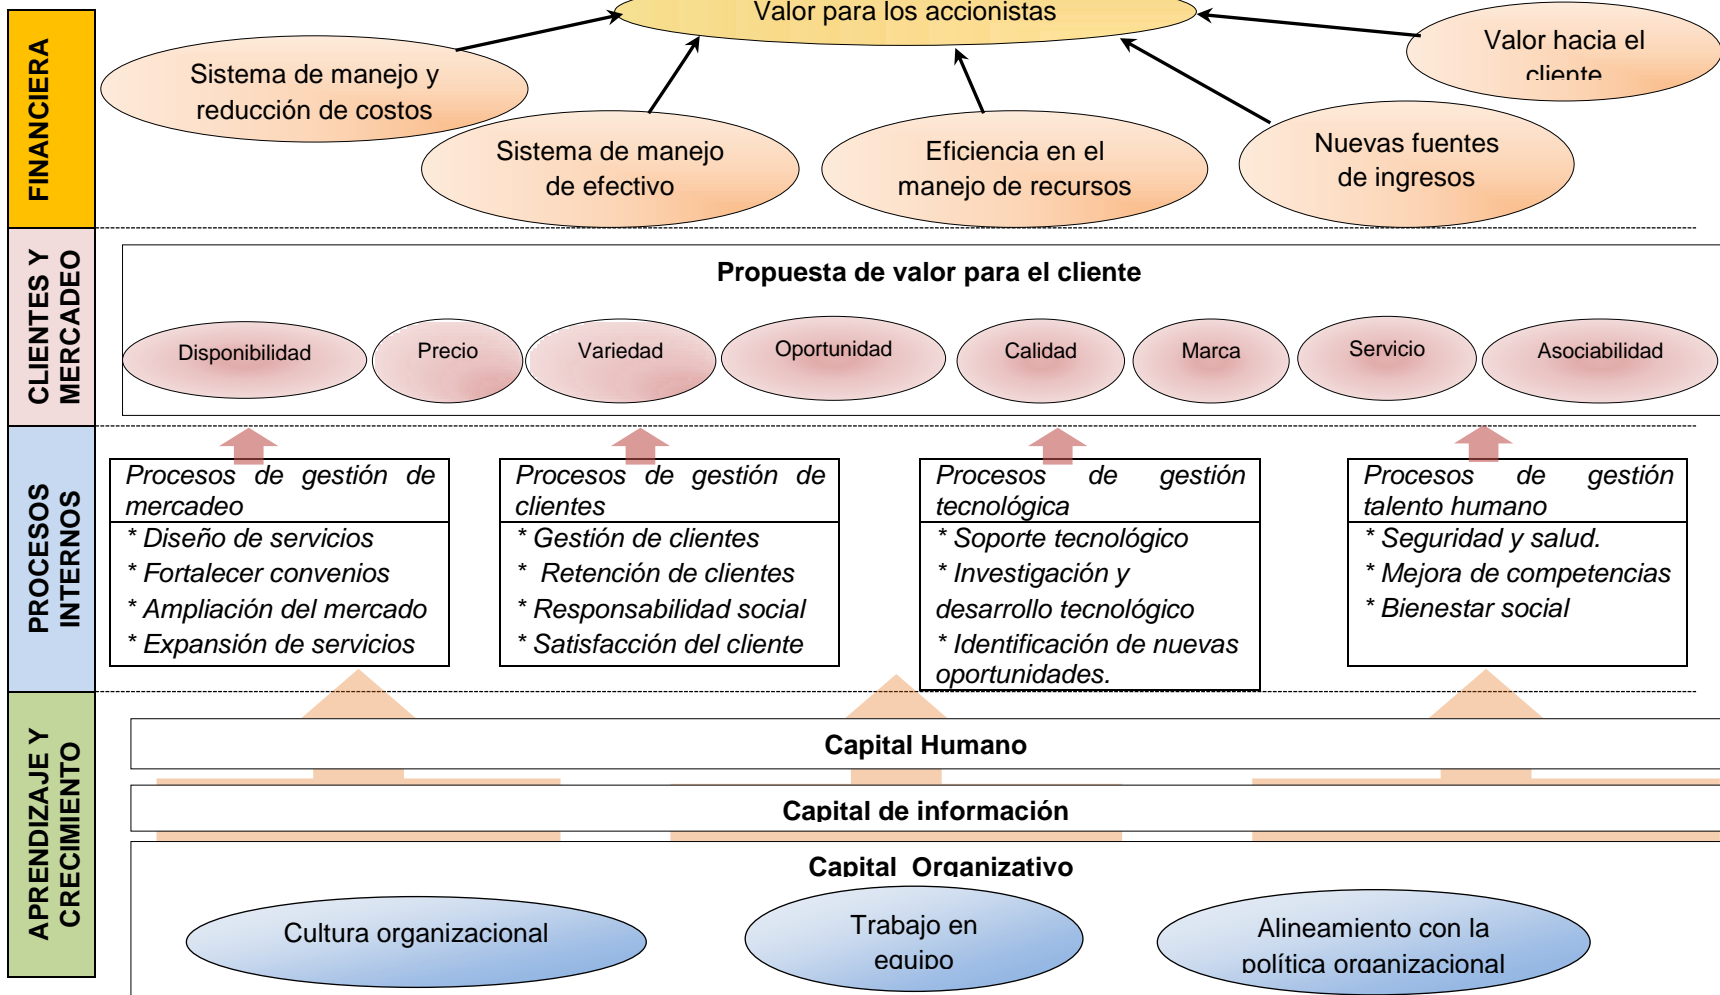 Valor para los accionistas
FINANCIERA
Sistema de manejo y
reducción de costos
Sistema de manejo
de efectivo
Eficiencia en el
manejo de recursos
Nuevas fuentes
de ingresos
Valor hacia el
cliente
CLIENTES Y
MERCADEO
Propuesta de valor para el cliente
Disponibilidad
Precio
Variedad
Oportunidad
Calidad
Marca
Servicio
Asociabilidad
PROCESOS
INTERNOS
Procesos de gestión de
mercadeo
* Diseño de servicios
* Fortalecer convenios
* Ampliación del mercado
* Expansión de servicios
Procesos de gestión de
clientes
* Gestión de clientes
* Retención de clientes
* Responsabilidad social
* Satisfacción del cliente
Procesos de gestión
tecnológica
* Soporte tecnológico
* Investigación y
desarrollo tecnológico
* Identificación de nuevas
oportunidades.
Procesos de gestión
talento humano
* Seguridad y salud.
* Mejora de competencias
* Bienestar social
APRENDIZAJE Y
CRECIMIENTO
Capital Humano
Capital de información
Capital Organizativo
Cultura organizacional
Trabajo en
equipo
Alineamiento con la
política organizacional